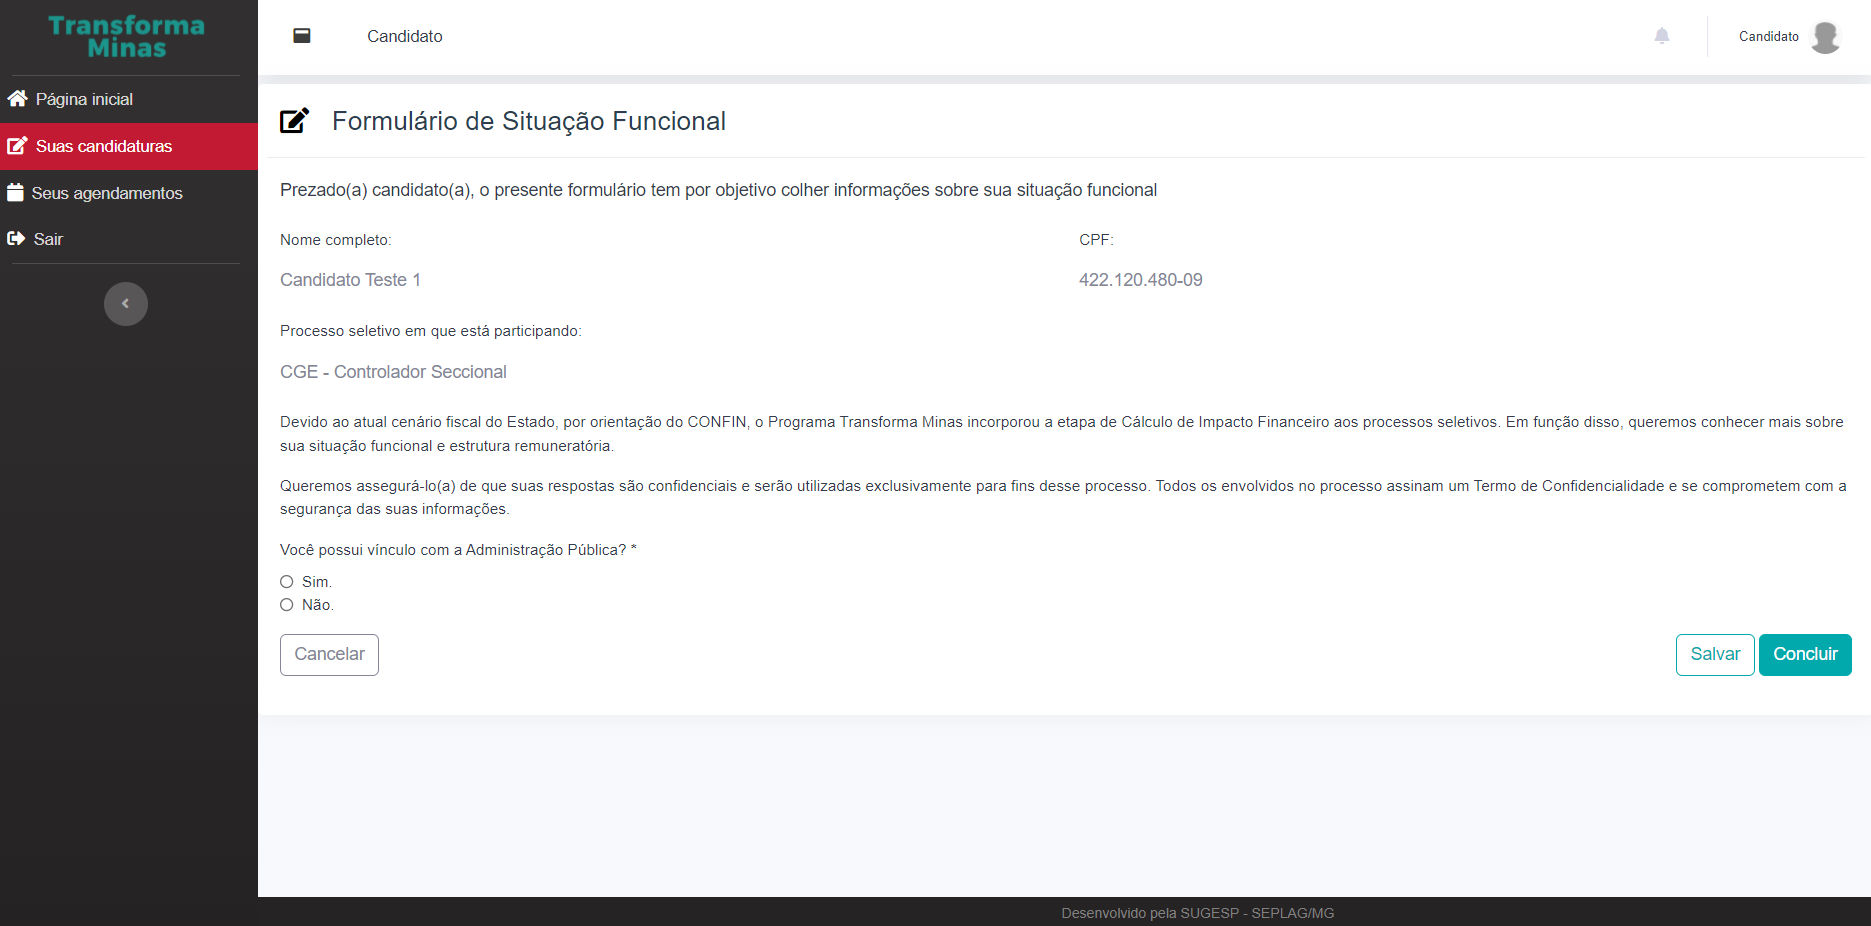 Transforma
Minas
Página inicial
Suas candidaturas
Seus agendamentos
Sair
Candidato
Candidato
Formulário de Situação Funcional
Prezado(a) candidato(a), o presente formulário tem por objetivo colher informações sobre sua situação funcional
Nome completo:
CPF:
Candidato Teste 1
422.120.480-09
Processo seletivo em que está participando:
CGE - Controlador Seccional
Devido ao atual cenário fiscal do Estado, por orientação do CONFIN, o Programa Transforma Minas incorporou a etapa de Cálculo de Impacto Financeiro aos processos seletivos. Em função disso, queremos conhecer mais sobre
sua situação funcional e estrutura remuneratória.
Queremos assegurá-lo(a) de que suas respostas são confidenciais e serão utilizadas exclusivamente para fins desse processo. Todos os envolvidos no processo assinam um Termo de Confidencialidade e se comprometem com a
segurança das suas informações.
Você possui vínculo com a Administração Pública? *
Sim.
Não.
Cancelar
Salvar
Concluir
Desenvolvido pela SUGESP - SEPLAG/MG